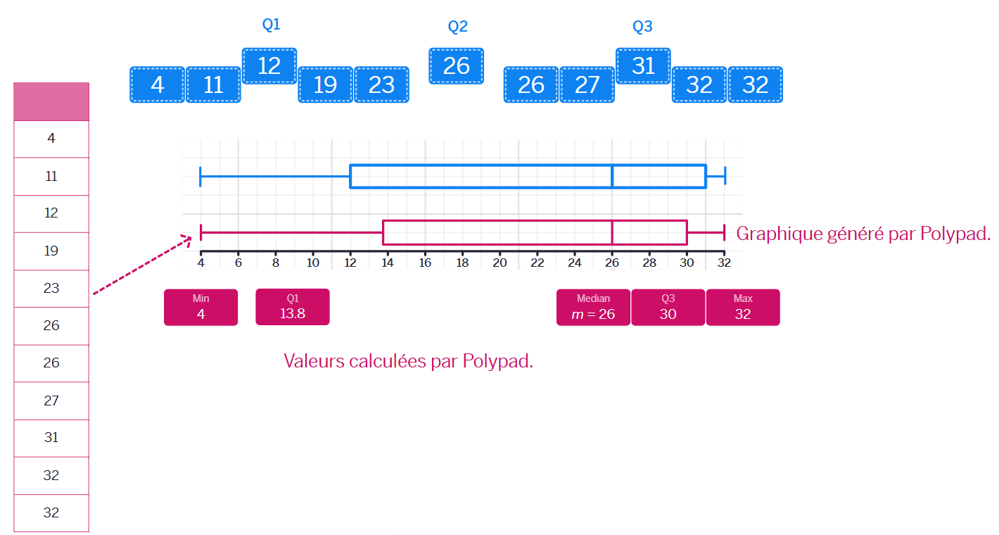 Q1 Q2 Q3
12 26 31
4 11 19 23 26 27 32 32
4
11
12
19
23
26
26
27
31
32
32
Graphique généré par Polypad.
4 6 8 10 12 14 16 18 20 22 24 26 28 30 32
Min Q1 Median Q3 Max
4 13.8 m = 26 30 32
Valeurs calculées par Polypad.